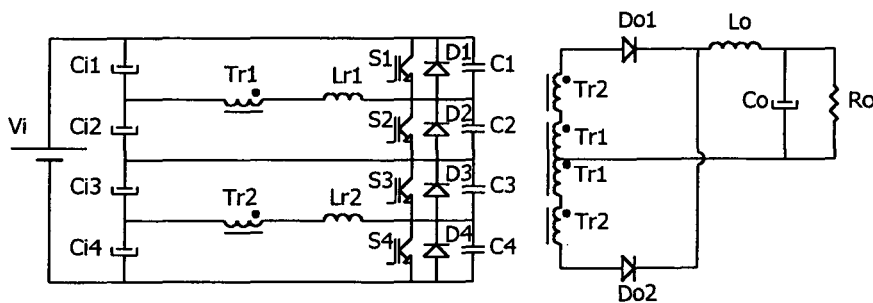 Vi
Ci1
Ci2
Ci3
Ci4
Tr1
Lr1
Tr2
Lr2
S1
D1
C1
S2
D2
C2
S3
D3
C3
S4
D4
C4
Do1
Lo
Tr2
Tr1
Tr1
Tr2
Co
Ro
Do2